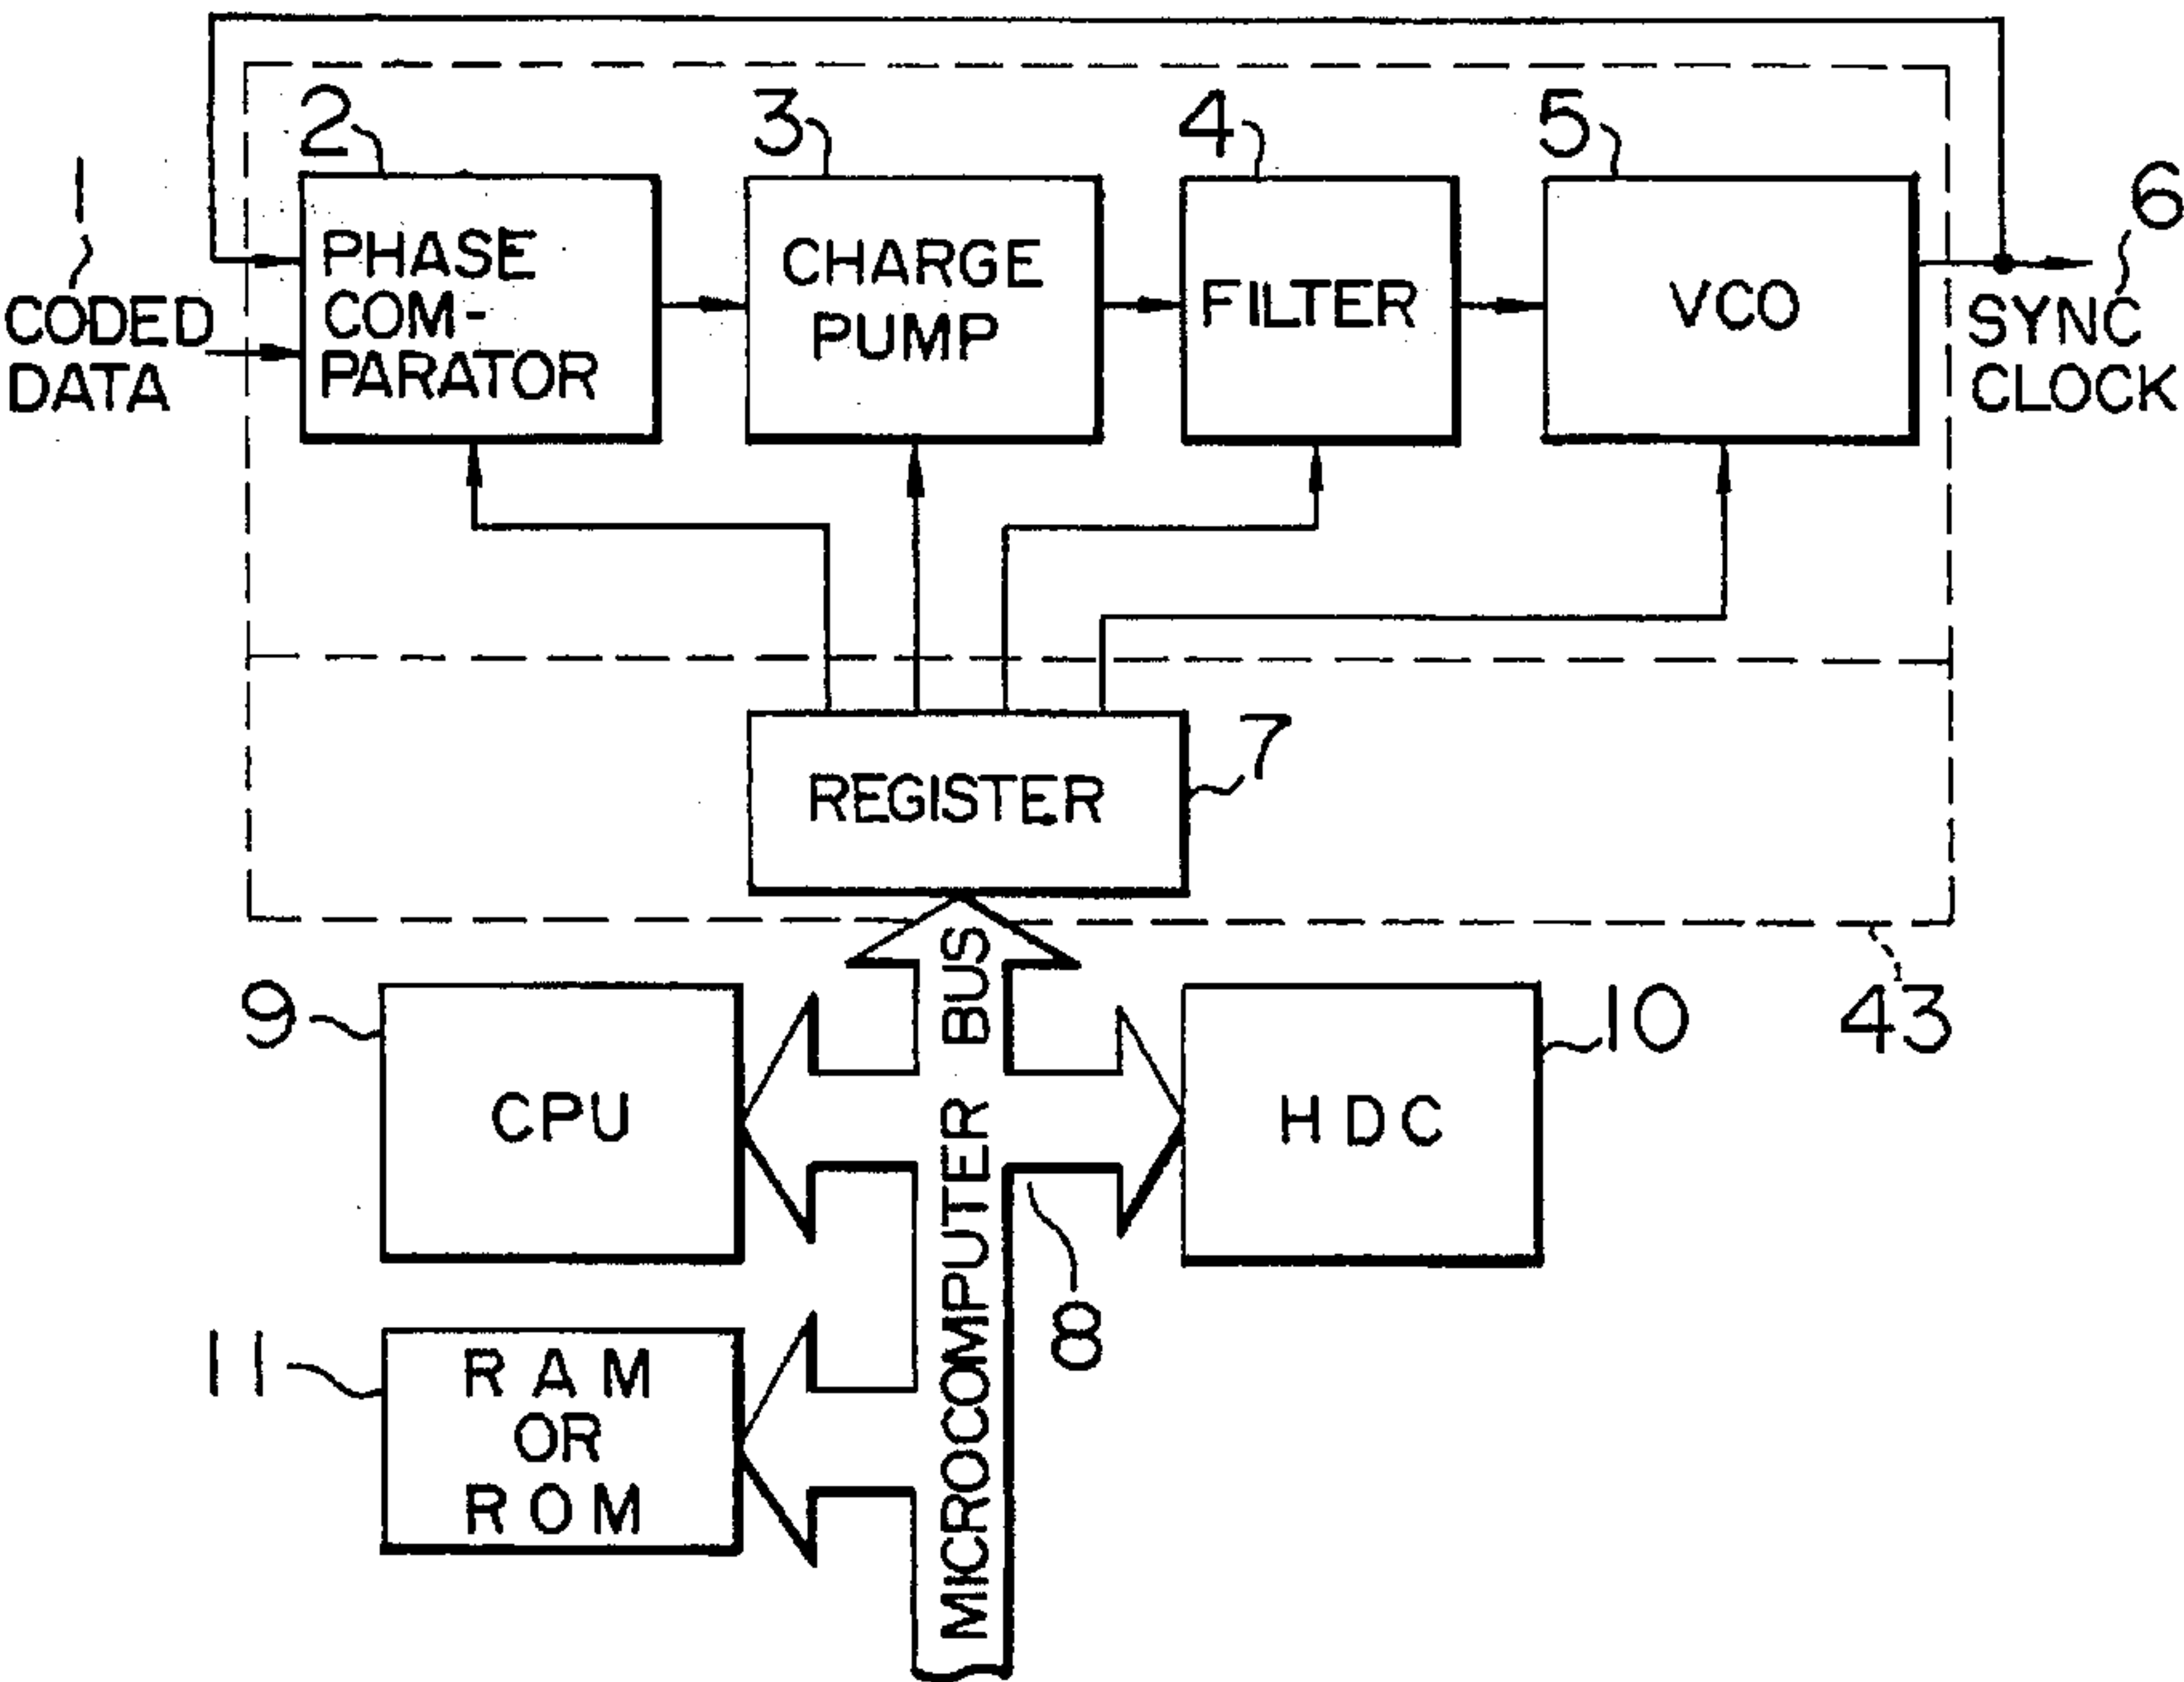 2
3
4
5
1
6
PHASE
COM-
PARATOR
CHARGE
PUMP
FILTER
VCO
CODED
DATA
SYNC
CLOCK
REGISTER
7
MICROCOMPUTER BUS
9
CPU
HDC
10
43
8
11
RAM
OR
ROM